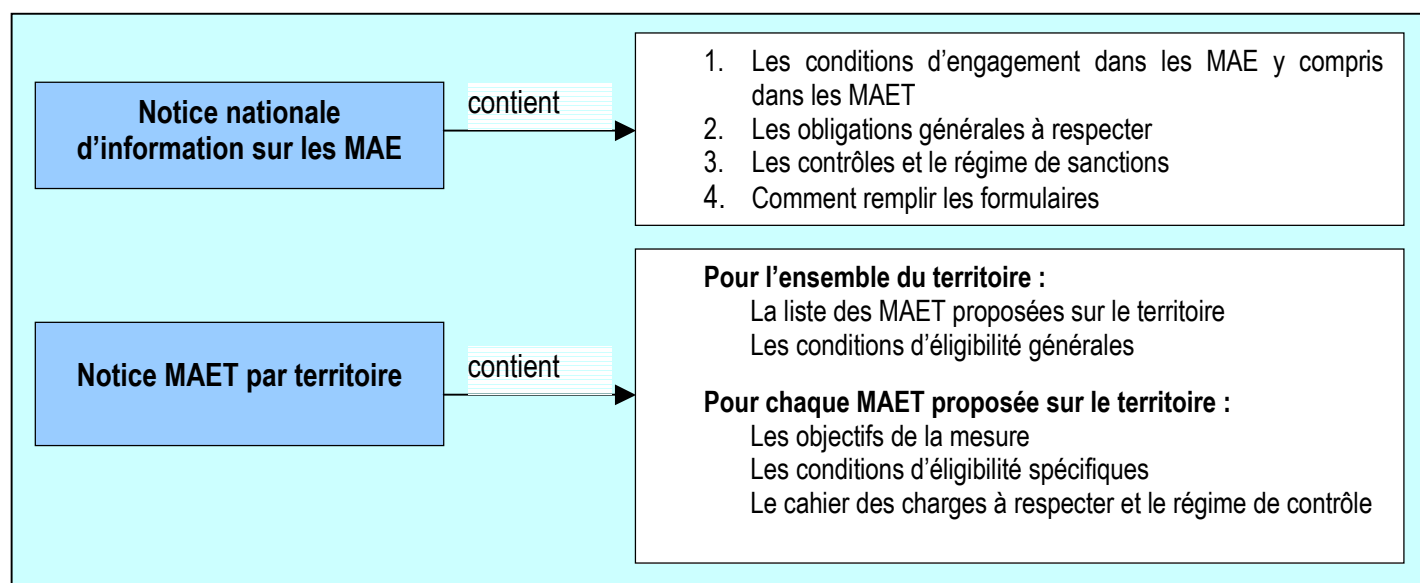 Notice nationale
d’information sur les MAE
contient
1. Les conditions d’engagement dans les MAE y compris
dans les MAET
2. Les obligations générales à respecter
3. Les contrôles et le régime de sanctions
4. Comment remplir les formulaires
Notice MAET par territoire
contient
Pour l’ensemble du territoire :
La liste des MAET proposées sur le territoire
Les conditions d’éligibilité générales
Pour chaque MAET proposée sur le territoire :
Les objectifs de la mesure
Les conditions d’éligibilité spécifiques
Le cahier des charges à respecter et le régime de contrôle